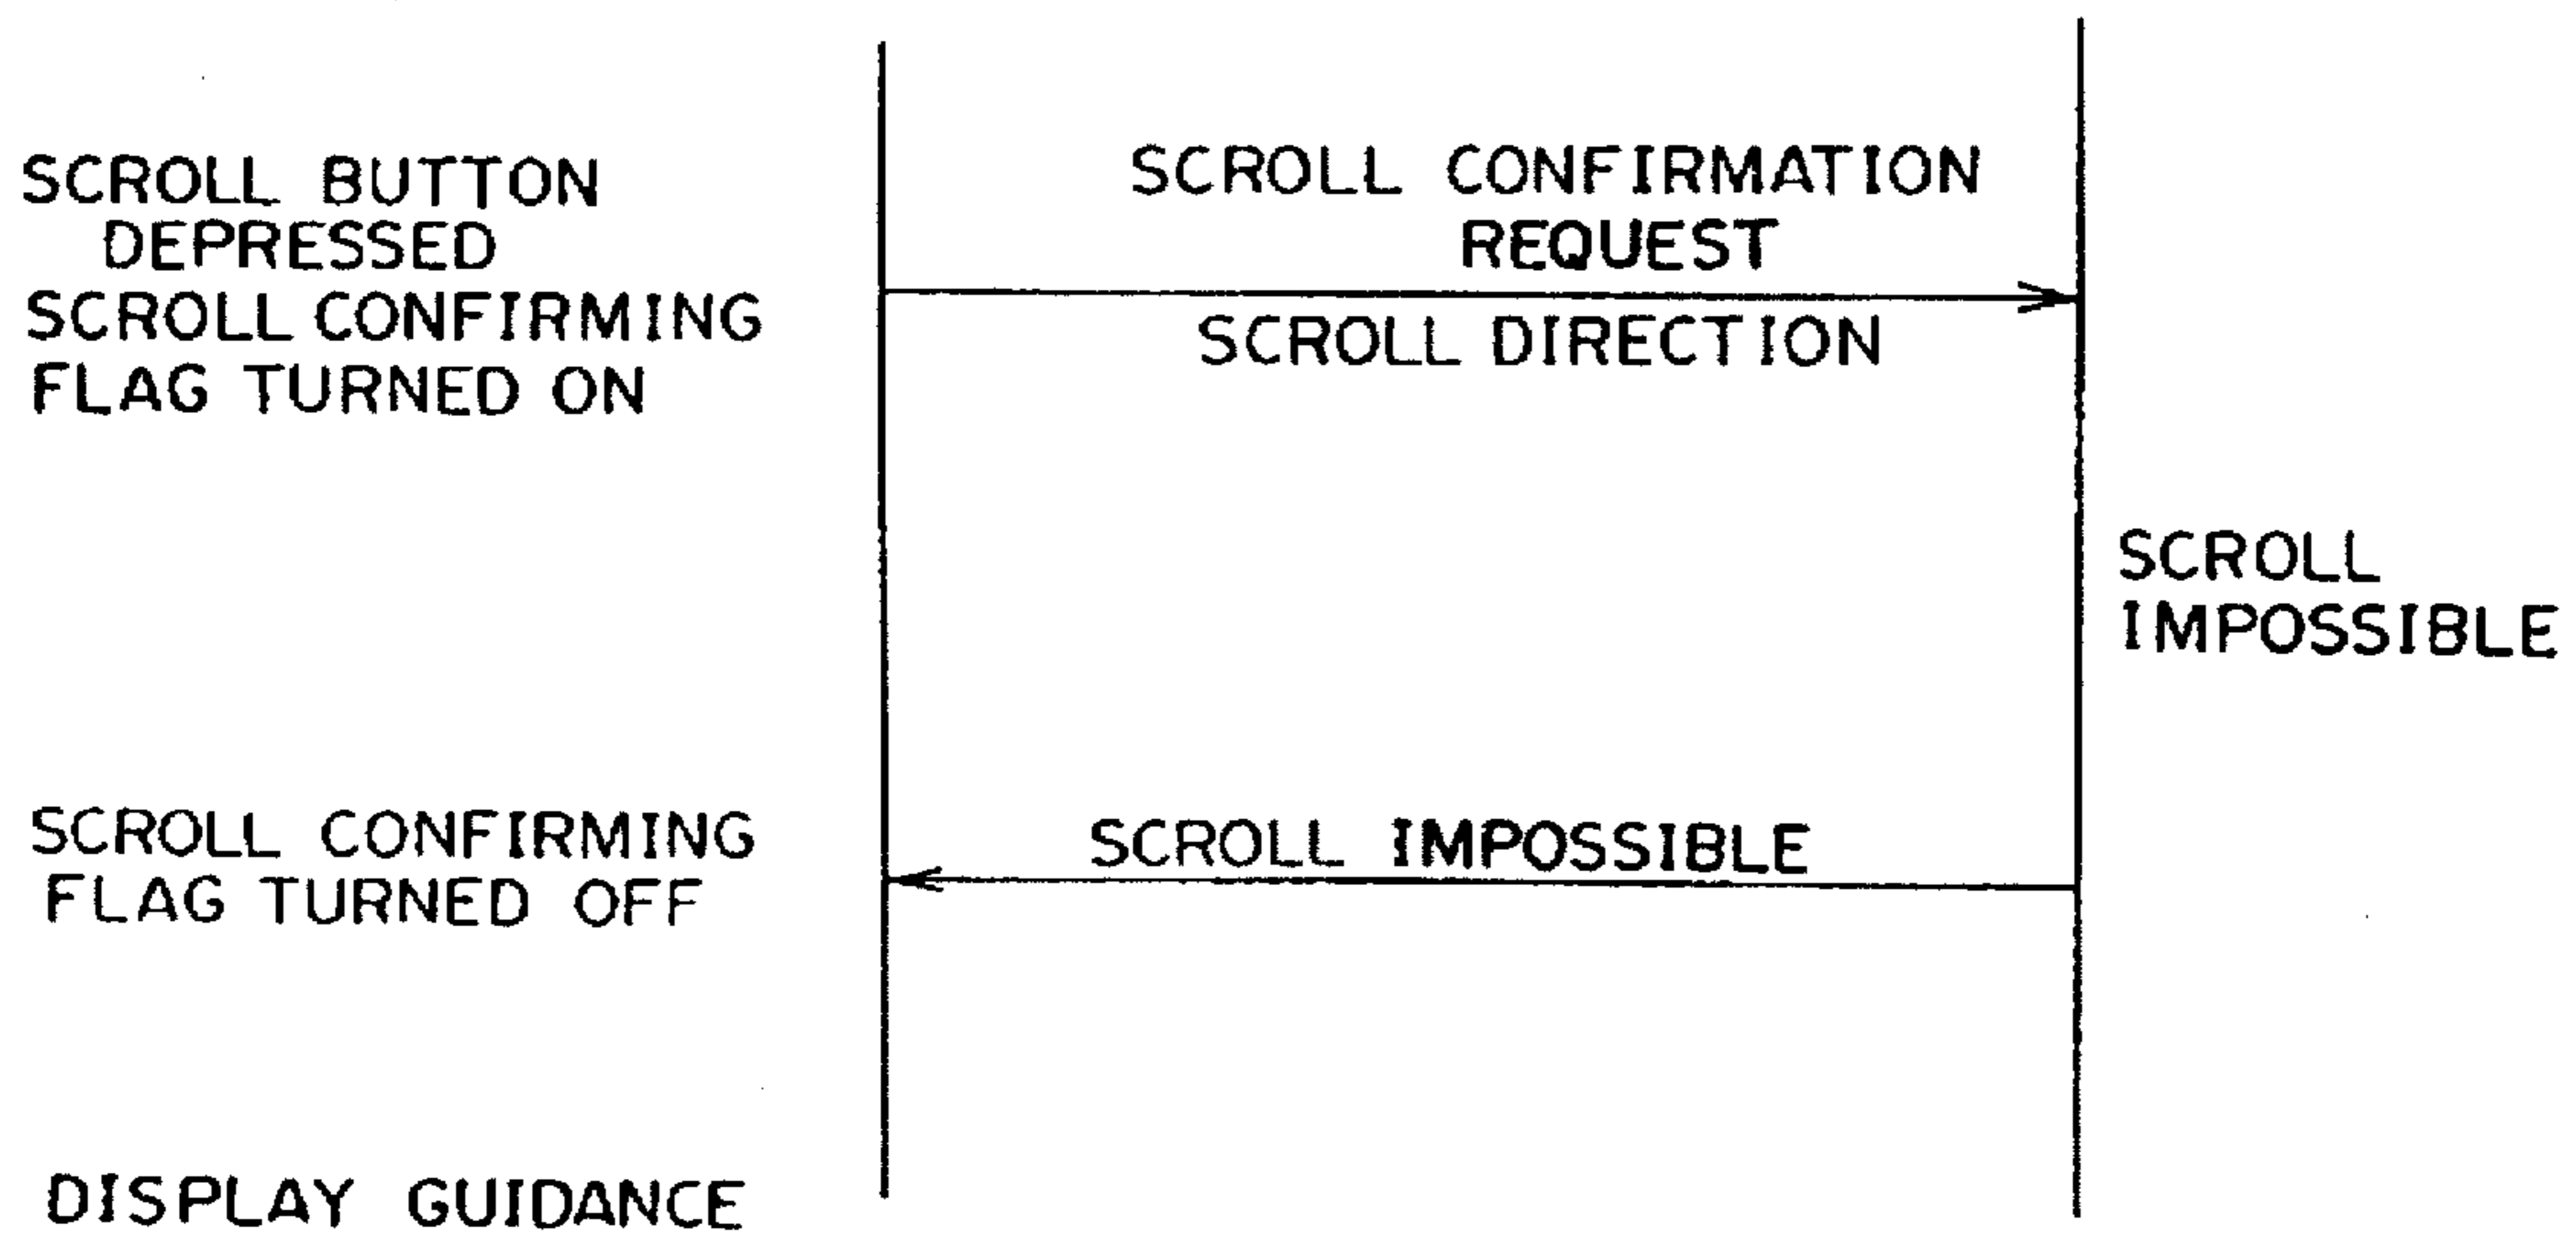 SCROLL BUTTON
DEPRESSED
SCROLL CONFIRMING
FLAG TURNED ON
SCROLL CONFIRMATION
REQUEST
SCROLL DIRECTION
SCROLL
IMPOSSIBLE
SCROLL IMPOSSIBLE
SCROLL CONFIRMING
FLAG TURNED OFF
DISPLAY GUIDANCE